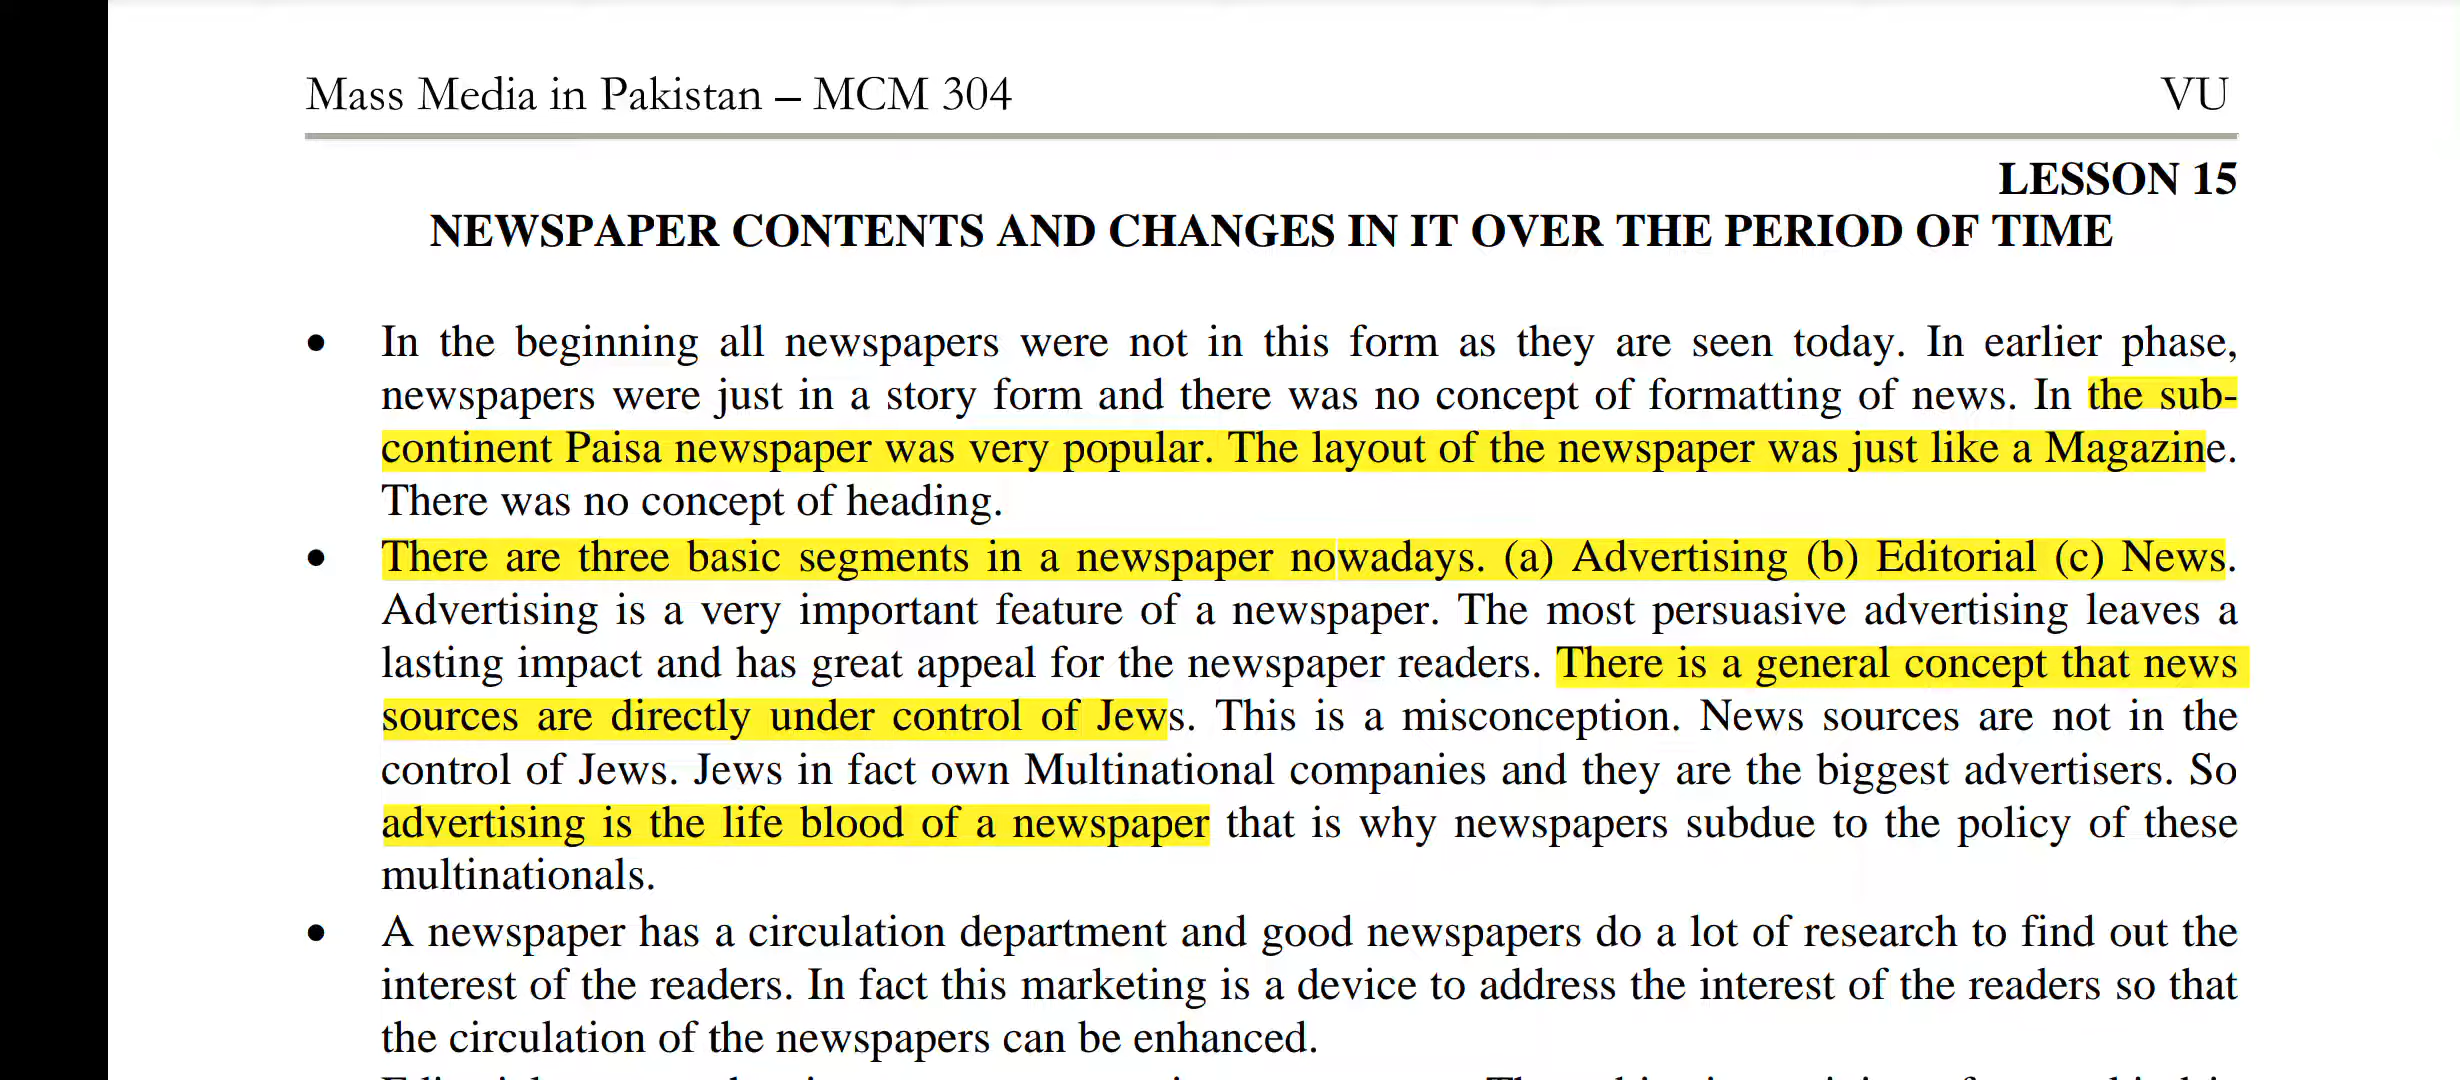 Mass Media in Pakistan – MCM 304 VU
LESSON 15
NEWSPAPER CONTENTS AND CHANGES IN IT OVER THE PERIOD OF TIME
• In the beginning all newspapers were not in this form as they are seen today. In earlier phase,
newspapers were just in a story form and there was no concept of formatting of news. In the sub-
continent Paisa newspaper was very popular. The layout of the newspaper was just like a Magazine.
There was no concept of heading.
• There are three basic segments in a newspaper nowadays. (a) Advertising (b) Editorial (c) News.
Advertising is a very important feature of a newspaper. The most persuasive advertising leaves a
lasting impact and has great appeal for the newspaper readers. There is a general concept that news
sources are directly under control of Jews. This is a misconception. News sources are not in the
control of Jews. Jews in fact own Multinational companies and they are the biggest advertisers. So
advertising is the life blood of a newspaper that is why newspapers subdue to the policy of these
multinationals.
• A newspaper has a circulation department and good newspapers do a lot of research to find out the
interest of the readers. In fact this marketing is a device to address the interest of the readers so that
the circulation of the newspapers can be enhanced.